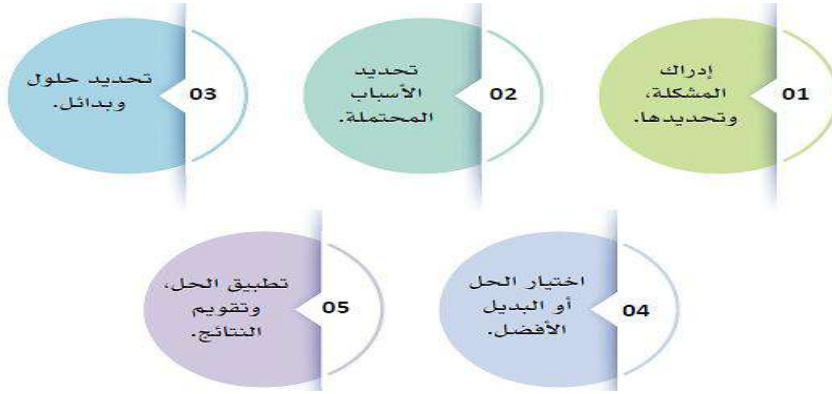 01
إدراك
المشكلة،
وتحديدها.
02
تحديد
الأسباب
المحتملة.
03
تحديد حلول
وبدائل.
04
اختيار الحل
أو البديل
الأفضل.
05
تطبيق الحل،
وتقويم
النتائج.